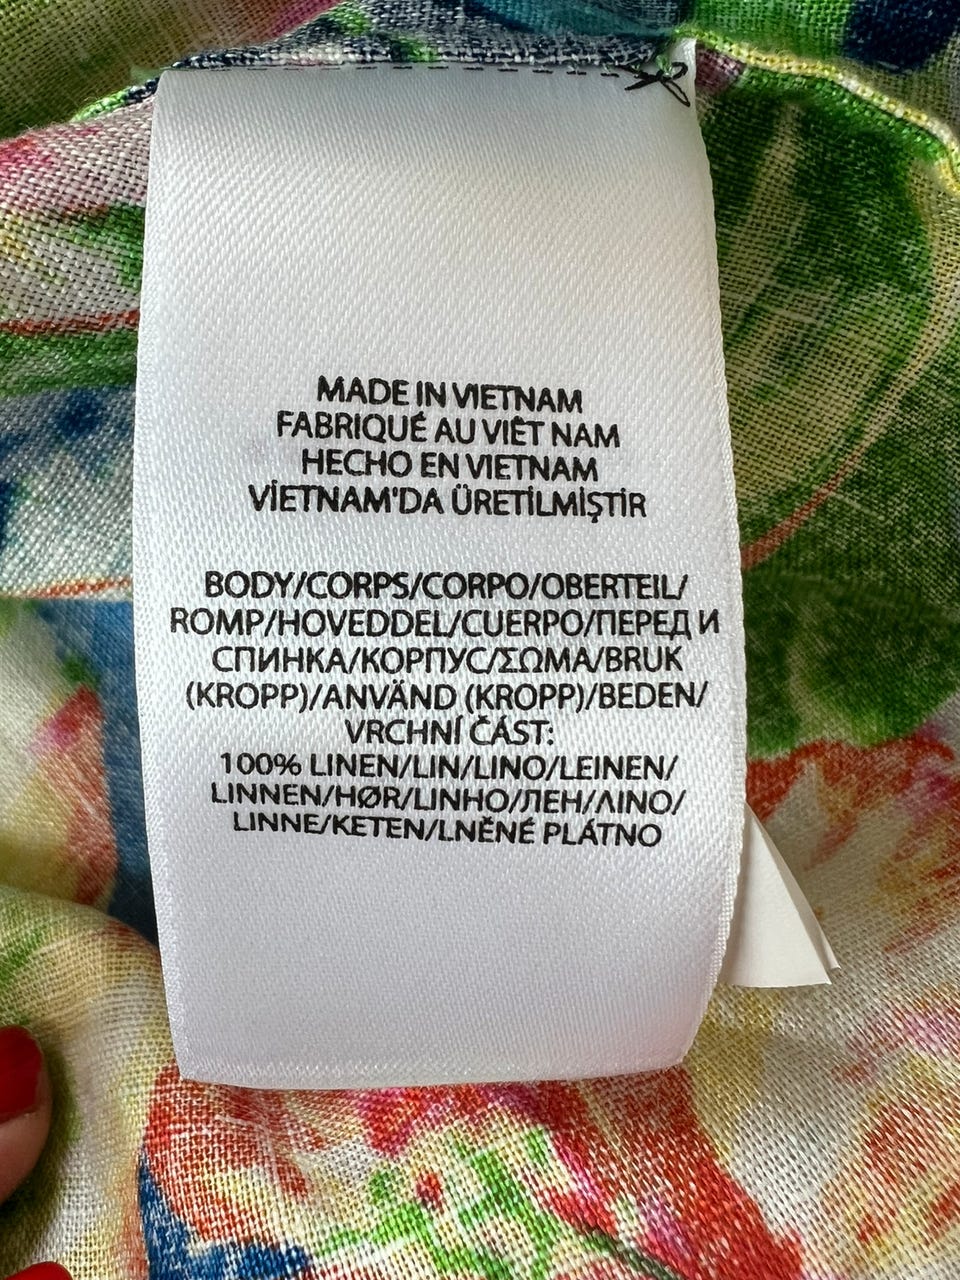 MADE IN VIETNAM
FABRIQUÉ AU VIÊT NAM
HECHO EN VIETNAM
VİETNAM'DA ÜRETİLMİŞTİR
BODY/CORPS/CORPO/OBERTEIL/
ROMP/HOVEDDEL/CUERPO/ПЕРЕД И
СПИНКА/КОРПУС/ΣΩΜΑ/BRUK
(KROPP)/ANVÄND (KROPP)/BEDEN/
VRCHNÍ ČÁST:
100% LINEN/LIN/LINO/LEINEN/
LINNEN/HØR/LINHO/ЛЕН/ΛΙΝΟ/
LINNE/KETEN/LNĚNÉ PLÁTNO